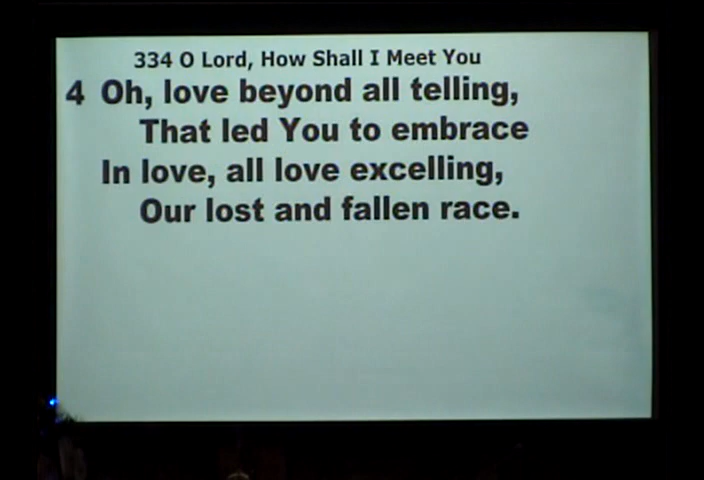 334 O Lord, How Shall I Meet You
4 Oh, love beyond all telling,
That led You to embrace
In love, all love excelling,
Our lost and fallen race.